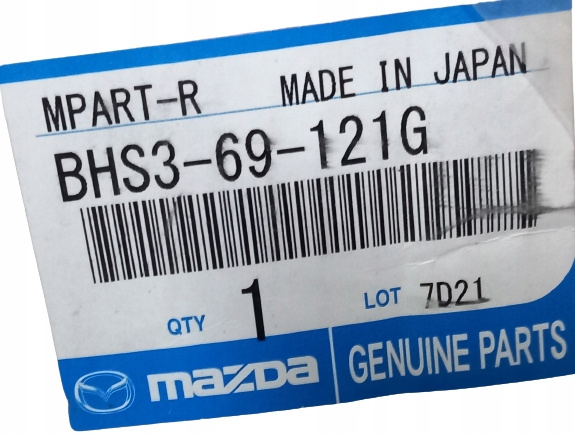 MPART-R MADE IN JAPAN
BHS3-69-121G
QTY 1 LOT 7D21
mazda GENUINE PARTS